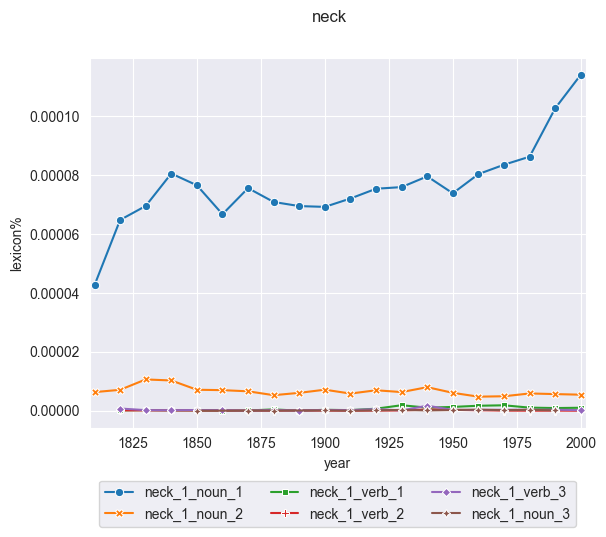 neck
0.00010
0.00008
0.00006
0.00004
0.00002
0.00000
lexicon%
1825 1850 1875 1900 1925 1950 1975 2000
year
neck_1_noun_1 neck_1_verb_1 neck_1_verb_3
neck_1_noun_2 neck_1_verb_2 neck_1_noun_3